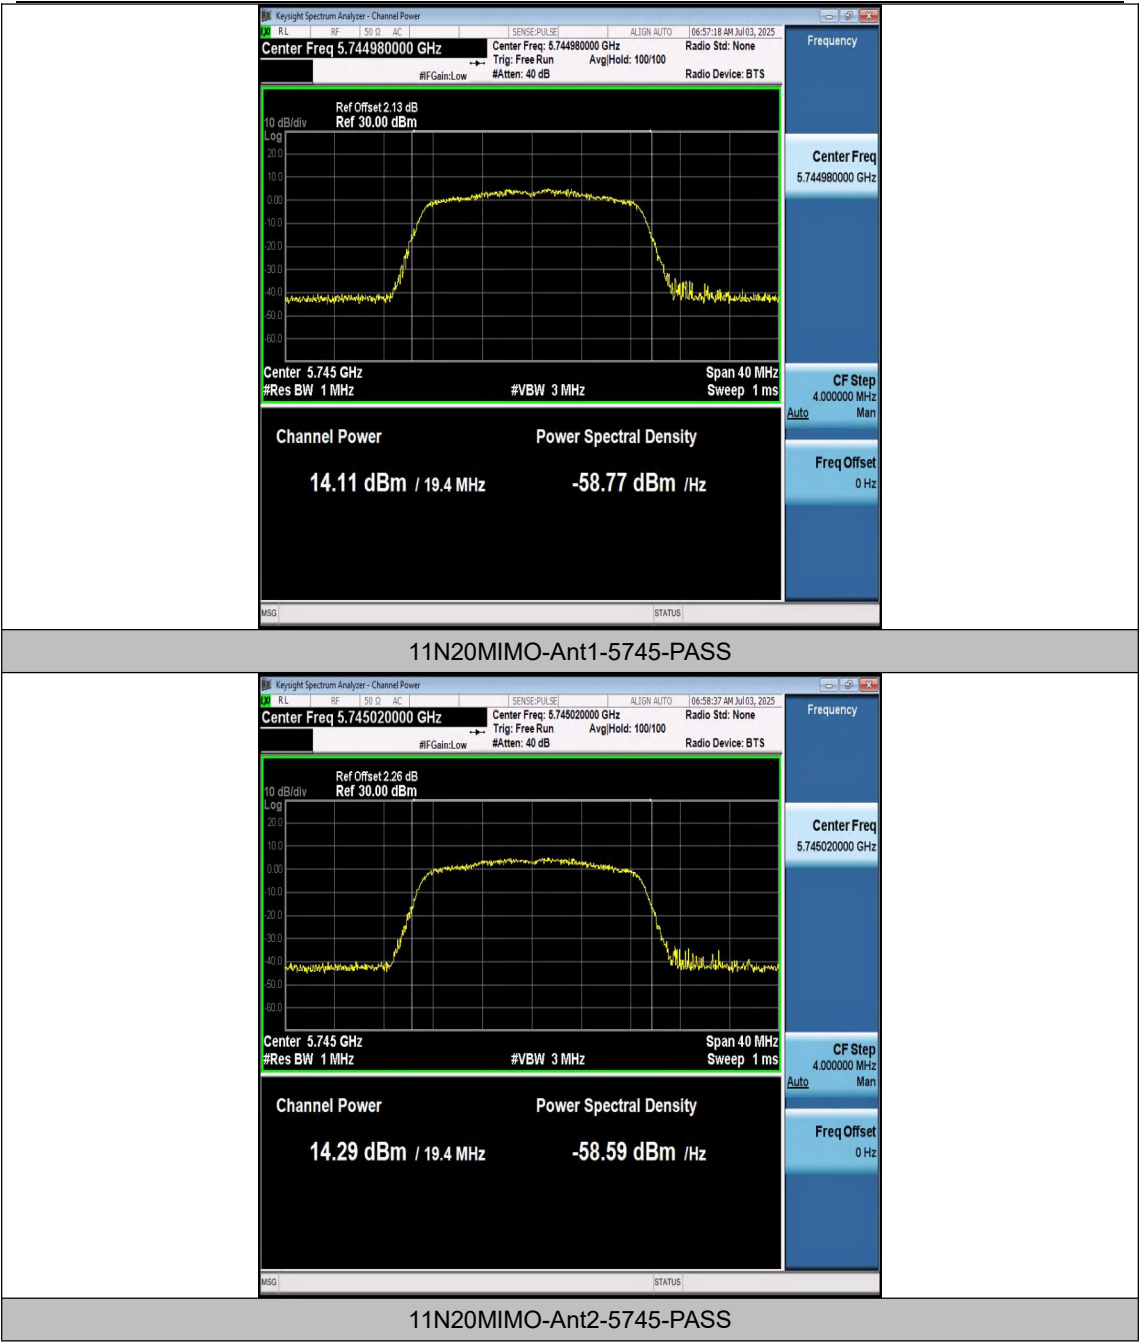 Keysight Spectrum Analyzer - Channel Power
RL RF 50 Ω AC SENSE:PULSE ALIGN AUTO 06:57:18 AM Jul 03, 2025
Center Freq 5.744980000 GHz Center Freq: 5.744980000 GHz Radio Std: None
Trig: Free Run Avg|Hold: 100/100
#IFGain:Low #Atten: 40 dB Radio Device: BTS
Frequency
Ref Offset 2.13 dB
10 dB/div Ref 30.00 dBm
Log
20.0
10.0
0.00
-10.0
-20.0
-30.0
-40.0
-50.0
-60.0
Center 5.745 GHz Span 40 MHz
#Res BW 1 MHz #VBW 3 MHz Sweep 1 ms
Channel Power Power Spectral Density
14.11 dBm / 19.4 MHz -58.77 dBm /Hz
Center Freq
5.744980000 GHz
CF Step
4.000000 MHz
Auto Man
Freq Offset
0 Hz
MSG STATUS
11N20MIMO-Ant1-5745-PASS
Keysight Spectrum Analyzer - Channel Power
RL RF 50 Ω AC SENSE:PULSE ALIGN AUTO 06:58:37 AM Jul 03, 2025
Center Freq 5.745020000 GHz Center Freq: 5.745020000 GHz Radio Std: None
Trig: Free Run Avg|Hold: 100/100
#IFGain:Low #Atten: 40 dB Radio Device: BTS
Frequency
Ref Offset 2.26 dB
10 dB/div Ref 30.00 dBm
Log
20.0
10.0
0.00
-10.0
-20.0
-30.0
-40.0
-50.0
-60.0
Center 5.745 GHz Span 40 MHz
#Res BW 1 MHz #VBW 3 MHz Sweep 1 ms
Channel Power Power Spectral Density
14.29 dBm / 19.4 MHz -58.59 dBm /Hz
Center Freq
5.745020000 GHz
CF Step
4.000000 MHz
Auto Man
Freq Offset
0 Hz
MSG STATUS
11N20MIMO-Ant2-5745-PASS